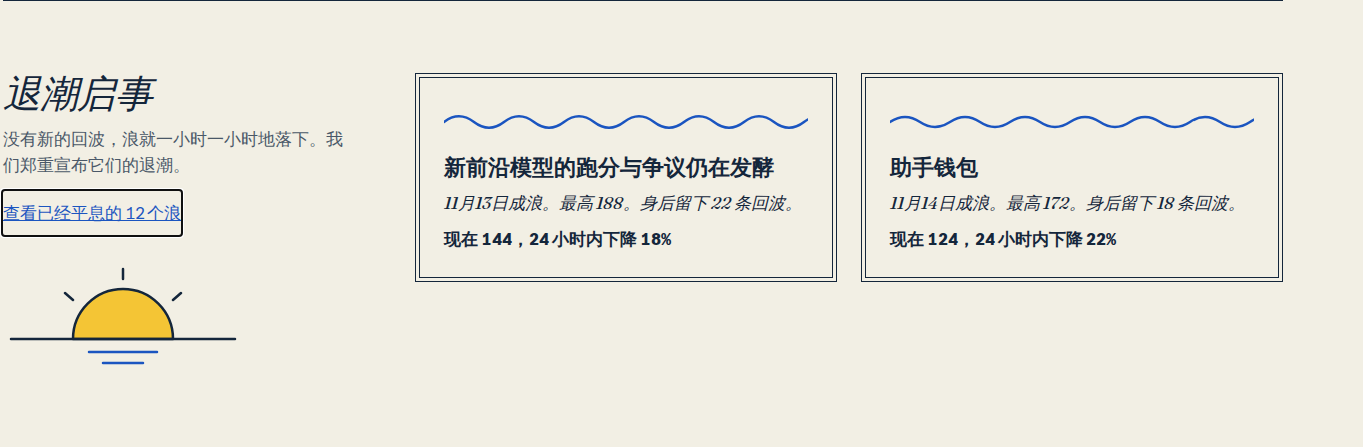 退潮启事
没有新的回波，浪就一小时一小时地落下。我
们郑重宣布它们的退潮。
查看已经平息的 12 个浪
新前沿模型的跑分与争议仍在发酵
11月13日成浪。最高 188。身后留下 22 条回波。
现在 144，24 小时内下降 18%
助手钱包
11月14日成浪。最高 172。身后留下 18 条回波。
现在 124，24 小时内下降 22%